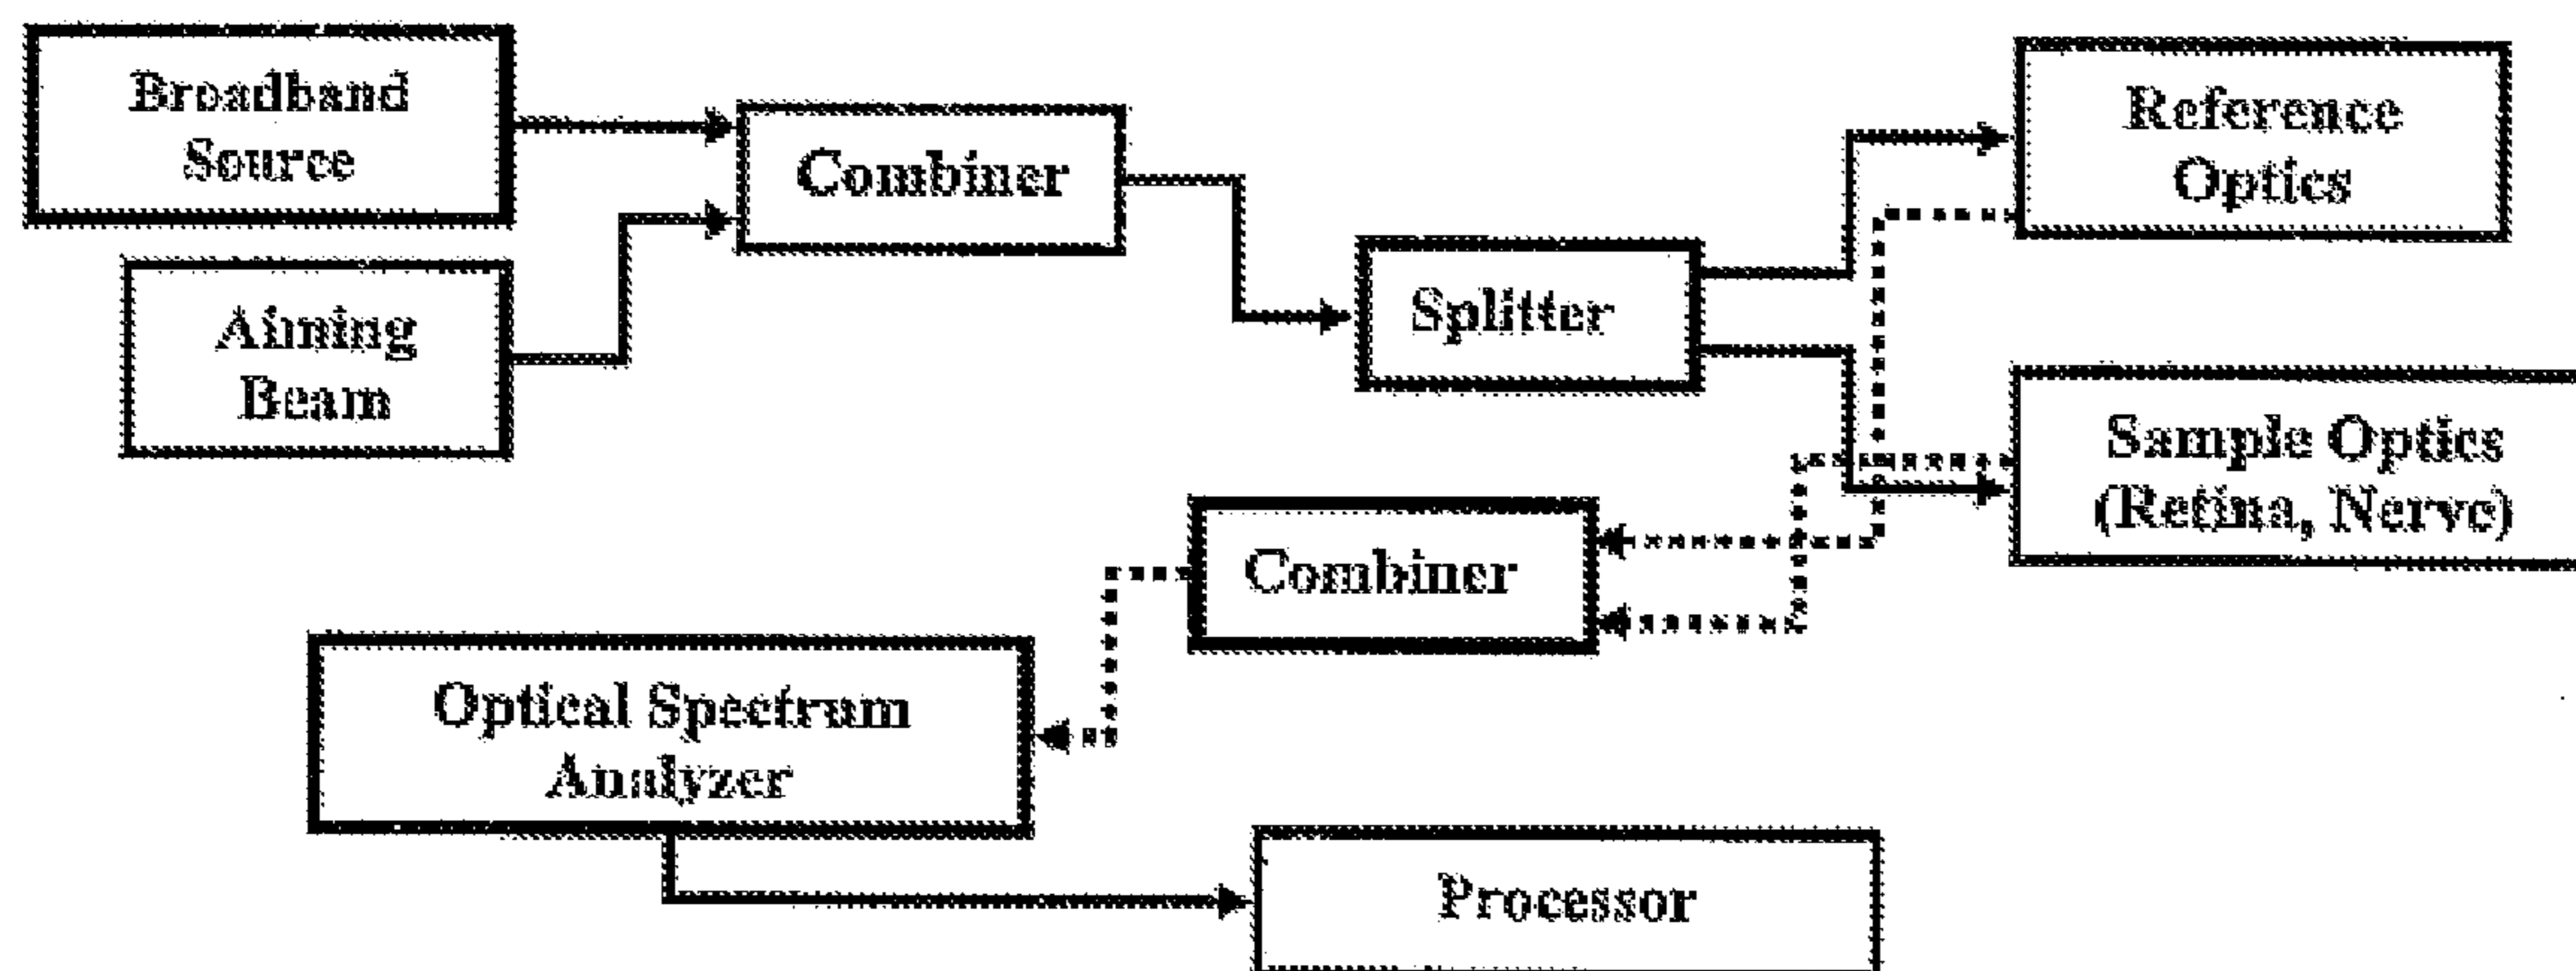 Broadband
Source
Aiming
Beam
Combiner
Splitter
Reference
Optics
Sample Optics
(Retina, Nerve)
Combiner
Optical Spectrum
Analyzer
Processor